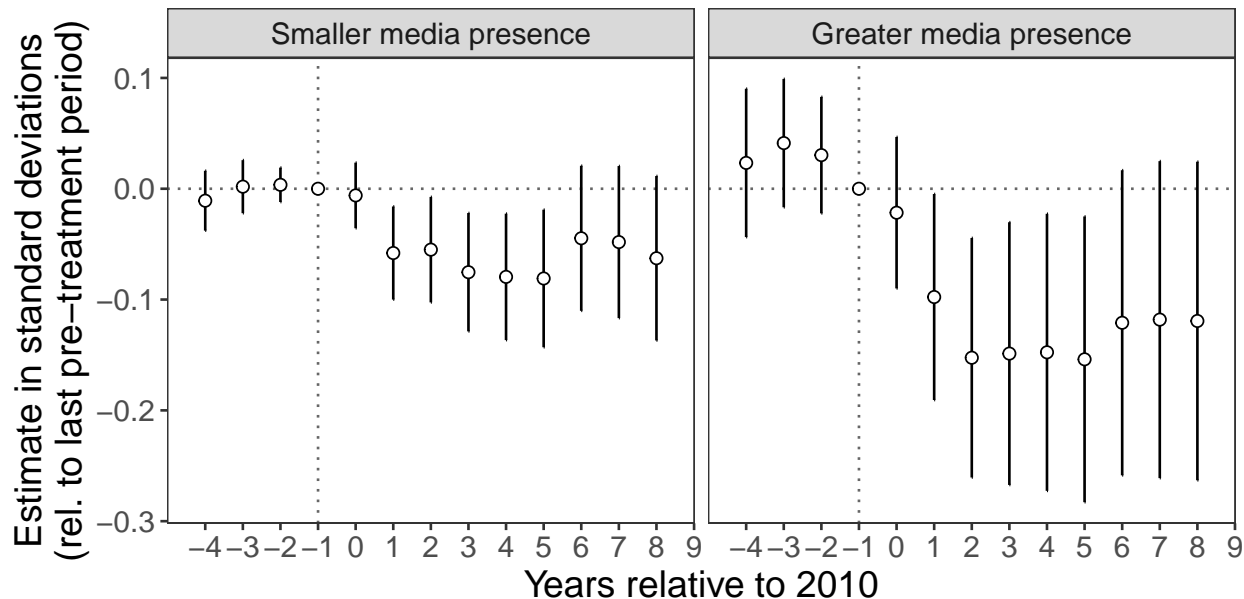 Smaller media presence
Greater media presence
Estimate in standard deviations
(rel. to last pre−treatment period)
0.1
0.0
−0.1
−0.2
−0.3
−4 −3 −2 −1 0 1 2 3 4 5 6 7 8 9
−4 −3 −2 −1 0 1 2 3 4 5 6 7 8 9
Years relative to 2010